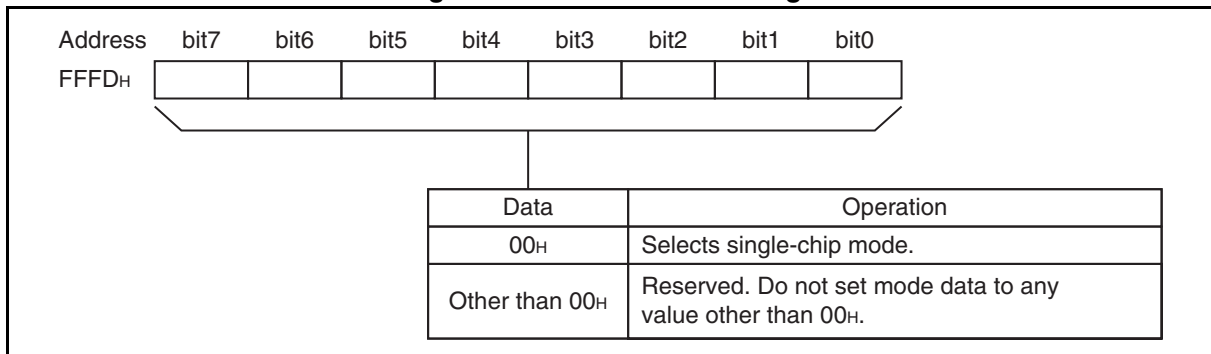 Address bit7 bit6 bit5 bit4 bit3 bit2 bit1 bit0
FFFDH
Data Operation
00H Selects single-chip mode.
Other than 00H Reserved. Do not set mode data to any
value other than 00H.